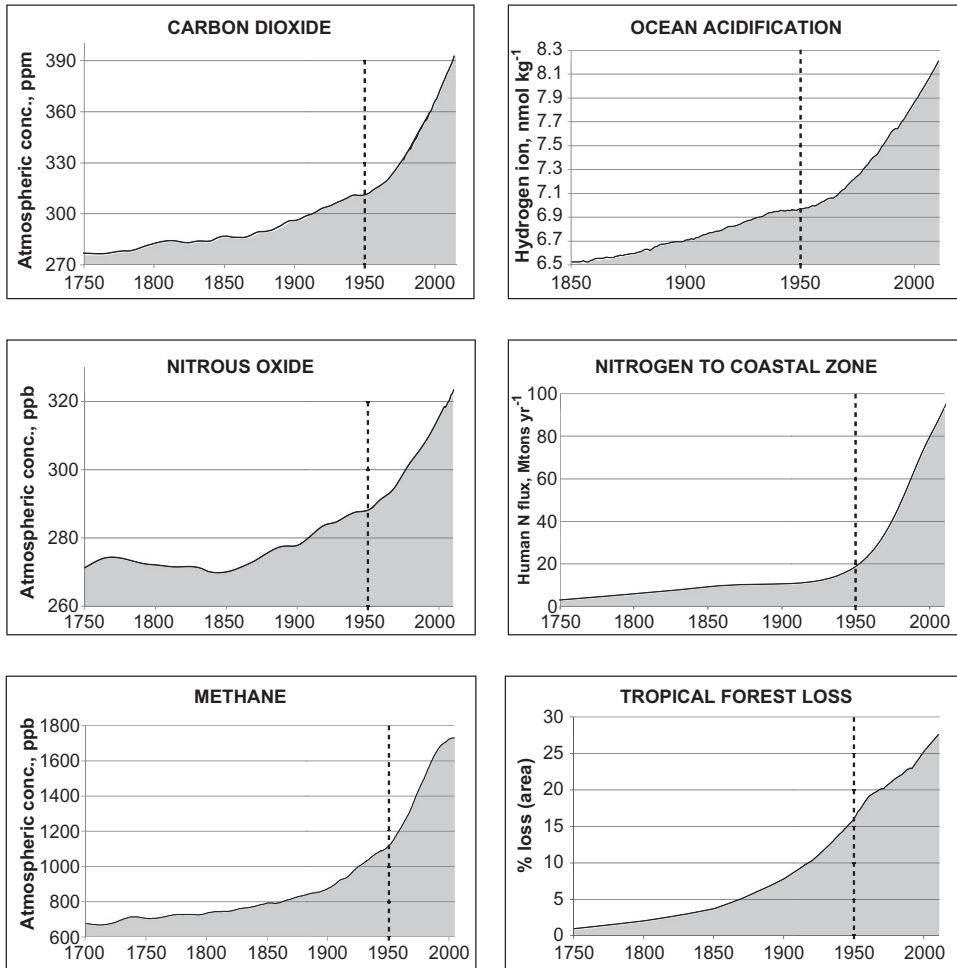 CARBON DIOXIDE
Atmospheric conc., ppm
390
360
330
300
270
1750 1800 1850 1900 1950 2000
OCEAN ACIDIFICATION
Hydrogen ion, nmol kg-1
8.3
8.1
7.9
7.7
7.5
7.3
7.1
6.9
6.7
6.5
1850 1900 1950 2000
NITROUS OXIDE
Atmospheric conc., ppb
320
300
280
260
1750 1800 1850 1900 1950 2000
NITROGEN TO COASTAL ZONE
Human N flux, Mtons yr-1
100
80
60
40
20
0
1750 1800 1850 1900 1950 2000
METHANE
Atmospheric conc., ppb
1800
1600
1400
1200
1000
800
600
1700 1750 1800 1850 1900 1950 2000
TROPICAL FOREST LOSS
% loss (area)
30
25
20
15
10
5
0
1750 1800 1850 1900 1950 2000